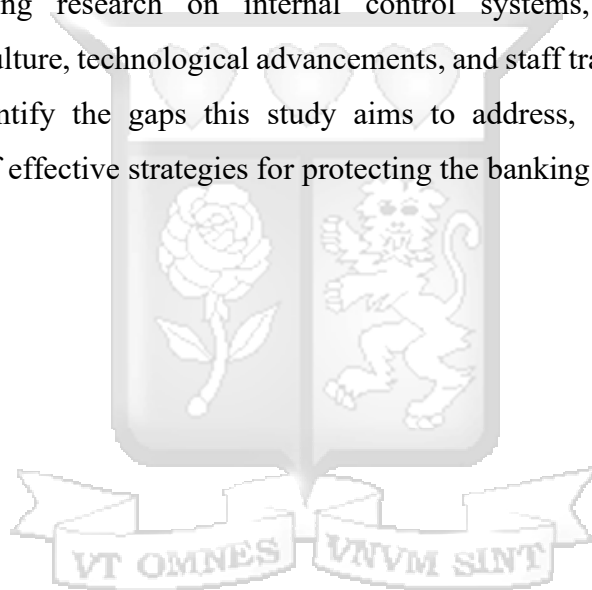 ng research on internal control systems,
lture, technological advancements, and staff tra
ntify the gaps this study aims to address,
f effective strategies for protecting the banking
VT OMNES VNVM SINT